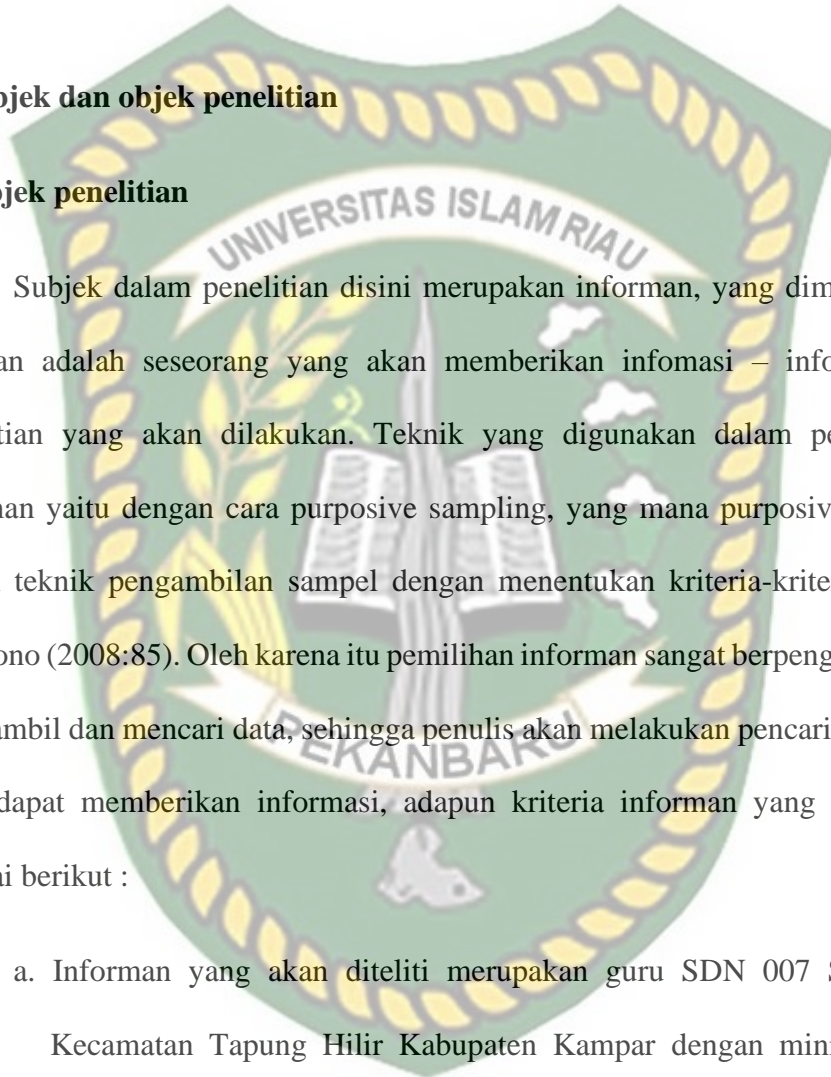 bjek dan objek penelitian
bjek penelitian
UNIVERSITAS ISLAM RIAU
Subjek dalam penelitian disini merupakan informan, yang dim
an adalah seseorang yang akan memberikan infomasi – info
tian yang akan dilakukan. Teknik yang digunakan dalam pe
nan yaitu dengan cara purposive sampling, yang mana purposiv
teknik pengambilan sampel dengan menentukan kriteria-krite
ono (2008:85). Oleh karena itu pemilihan informan sangat berpeng
ambil dan mencari data, sehingga penulis akan melakukan pencari
PEKANBARU
dapat memberikan informasi, adapun kriteria informan yang
ai berikut :
a. Informan yang akan diteliti merupakan guru SDN 007 S
Kecamatan Tapung Hilir Kabupaten Kampar dengan min